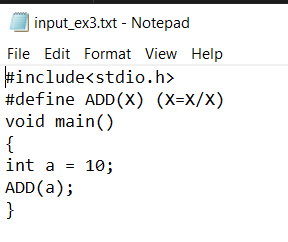 input_ex3.txt - Notepad
File Edit Format View Help
#include<stdio.h>
#define ADD(X) (X=X/X)
void main()
{
int a = 10;
ADD(a);
}